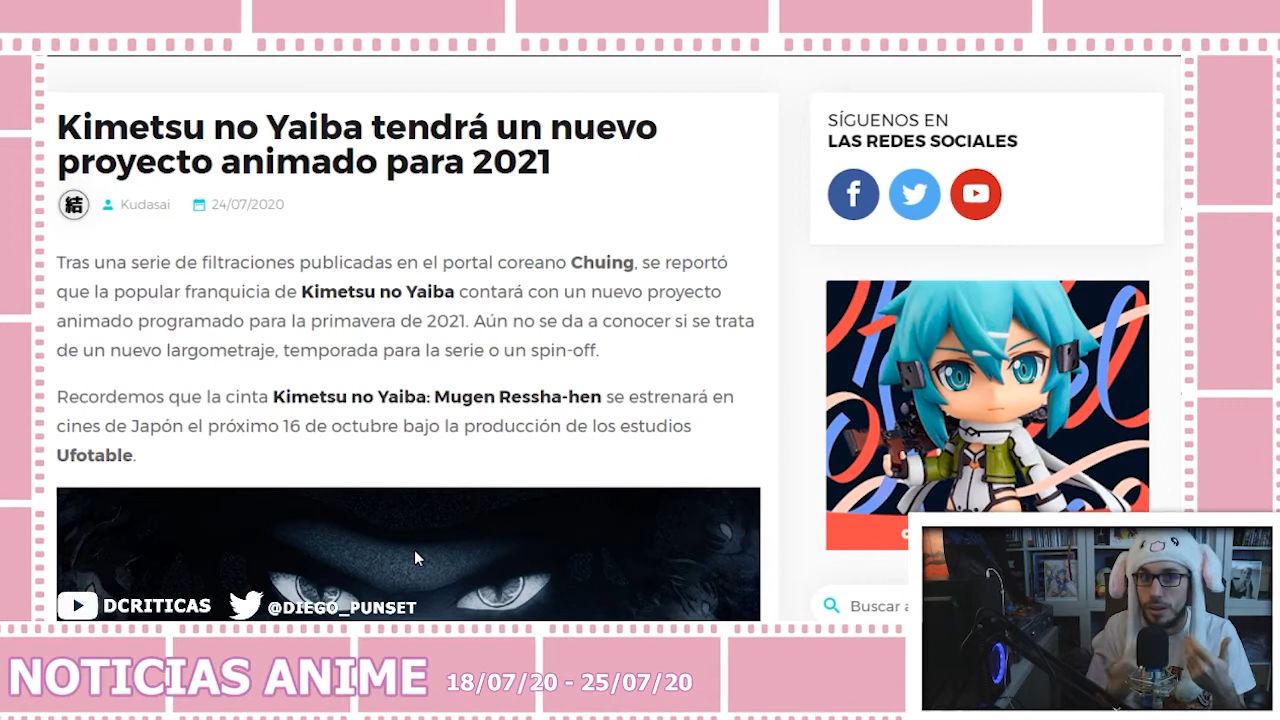 Kimetsu no Yaiba tendrá un nuevo
proyecto animado para 2021
結
Kudasai
24/07/2020
Tras una serie de filtraciones publicadas en el portal coreano Chuing, se reportó
que la popular franquicia de Kimetsu no Yaiba contará con un nuevo proyecto
animado programado para la primavera de 2021. Aún no se da a conocer si se trata
de un nuevo largometraje, temporada para la serie o un spin-off.
Recordemos que la cinta Kimetsu no Yaiba: Mugen Ressha-hen se estrenará en
cines de Japón el próximo 16 de octubre bajo la producción de los estudios
Ufotable.
SÍGUENOS EN
LAS REDES SOCIALES
Buscar
DCRITICAS
@DIEGO_PUNSET
NOTICIAS ANIME
18/07/20 - 25/07/20